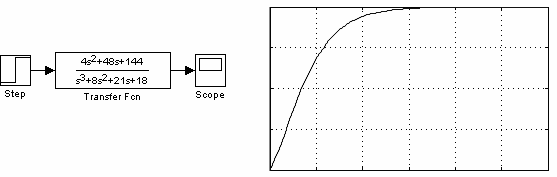 4s²+48s+144
s³+8s²+21s+18
Step
Transfer Fcn
Scope